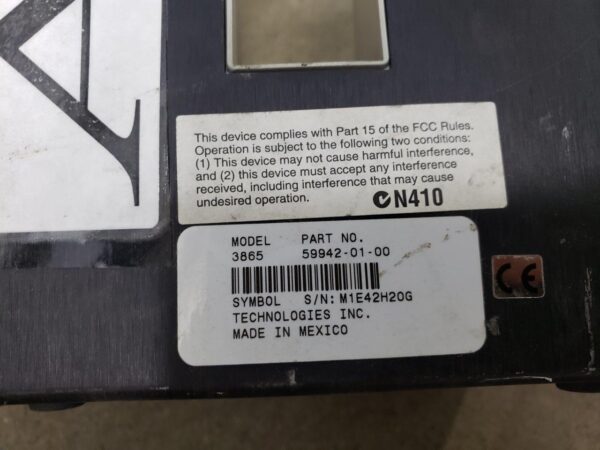 A
This device complies with Part 15 of the FCC Rules.
Operation is subject to the following two conditions:
(1) This device may not cause harmful interference,
and (2) this device must accept any interference
received, including interference that may cause
undesired operation.
N410
MODEL PART NO.
3865 59942-01-00
SYMBOL S/N: M1E42H20G
TECHNOLOGIES INC.
MADE IN MEXICO
CE